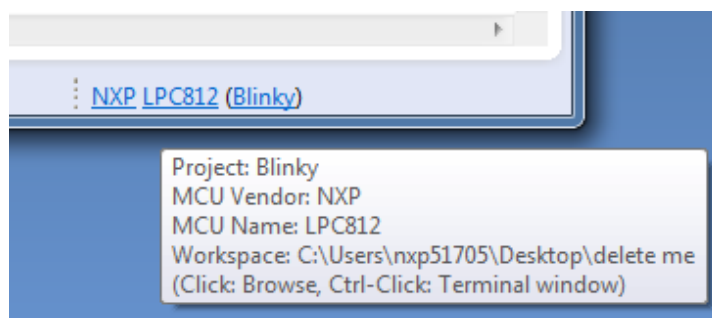 NXP LPC812 (Blinky)
Project: Blinky
MCU Vendor: NXP
MCU Name: LPC812
Workspace: C:\Users\nxp51705\Desktop\delete me
(Click: Browse, Ctrl-Click: Terminal window)